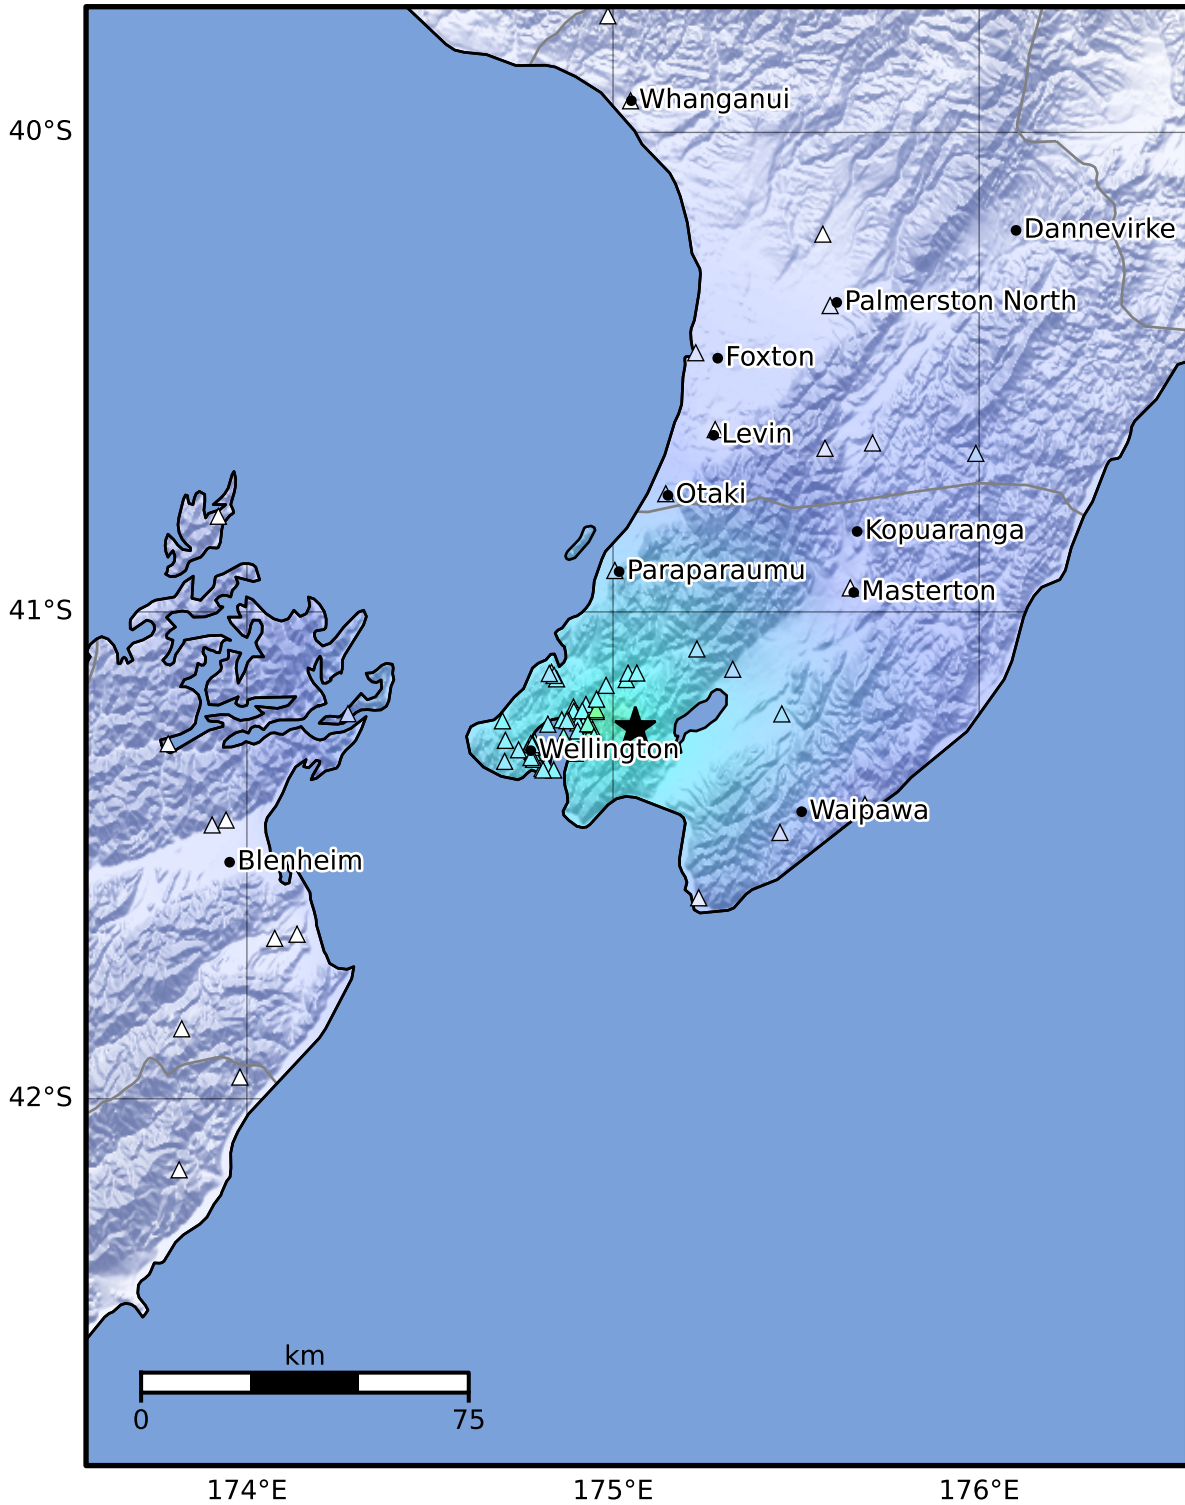 Whanganui
40°S
Dannevirke
Palmerston North
Foxton
Levin
Otaki
Kopuaranga
Paraparaumu
Masterton
41°S
Wellington
Waipawa
Blenheim
42°S
km
0 75
174°E 175°E 176°E